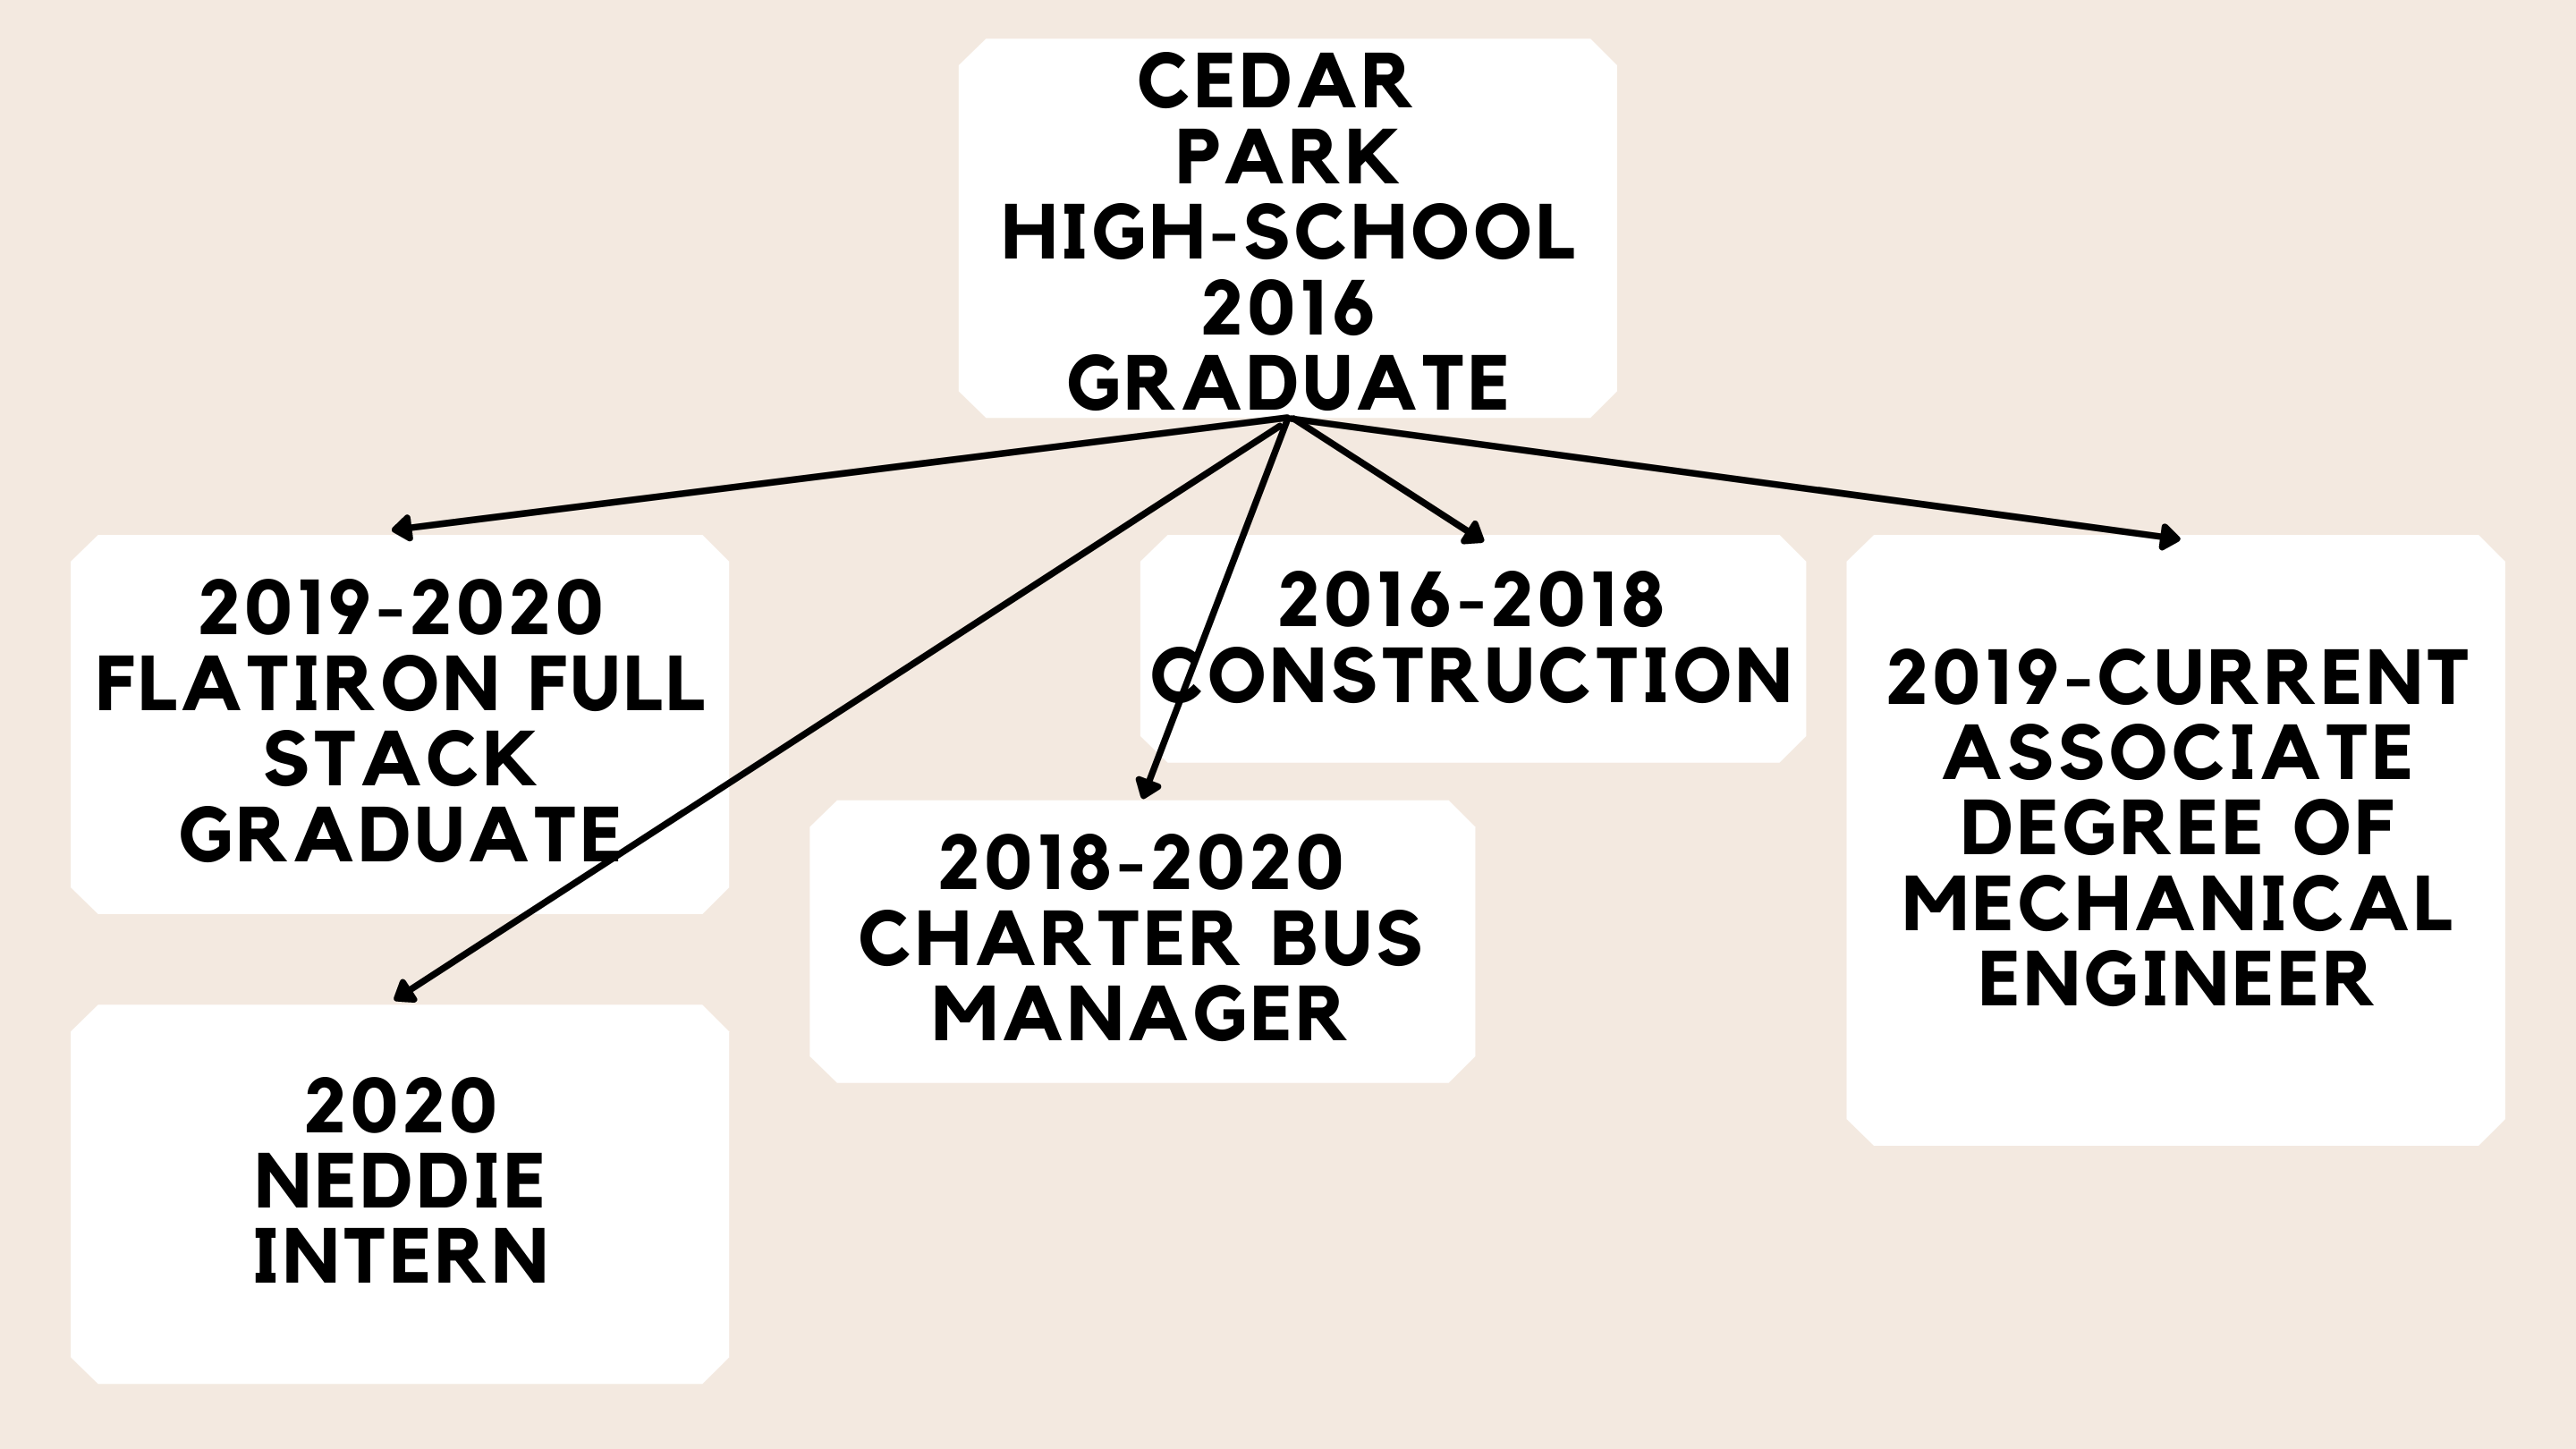 CEDAR
PARK
HIGH-SCHOOL
2016
GRADUATE
2019-2020
FLATIRON FULL
STACK
GRADUATE
2016-2018
CONSTRUCTION
2019-CURRENT
ASSOCIATE
DEGREE OF
MECHANICAL
ENGINEER
2018-2020
CHARTER BUS
MANAGER
2020
NEDDIE
INTERN